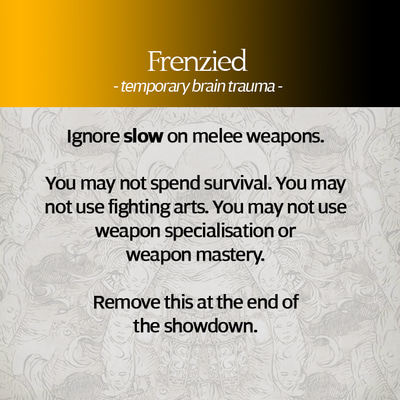 Frenzied
- temporary brain trauma -
Ignore slow on melee weapons.
You may not spend survival. You may
not use fighting arts. You may not use
weapon specialisation or
weapon mastery.
Remove this at the end of
the showdown.